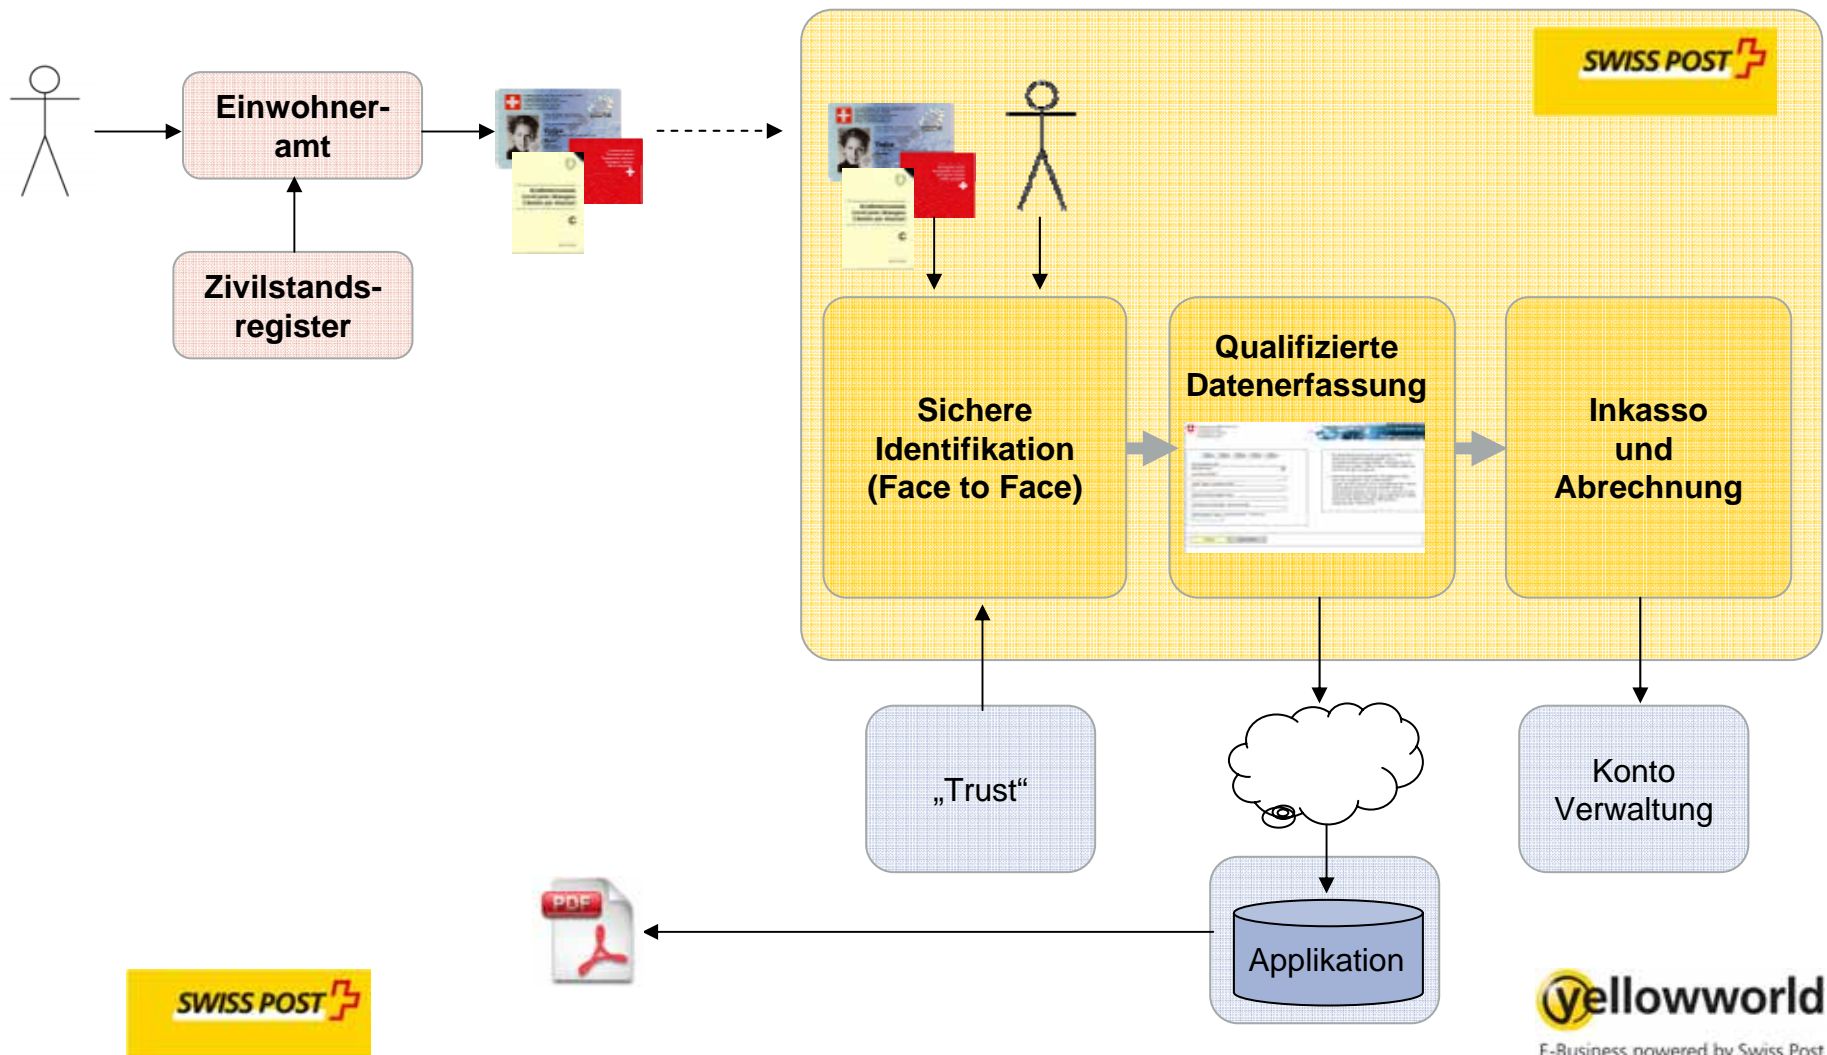 SWISS POST
Einwohner-
amt
Zivilstands-
register
Sichere
Identifikation
(Face to Face)
Qualifizierte
Datenerfassung
Inkasso
und
Abrechnung
„Trust“
Konto
Verwaltung
PDF
Applikation
SWISS POST
yellowworld
E-Business powered by Swiss Post